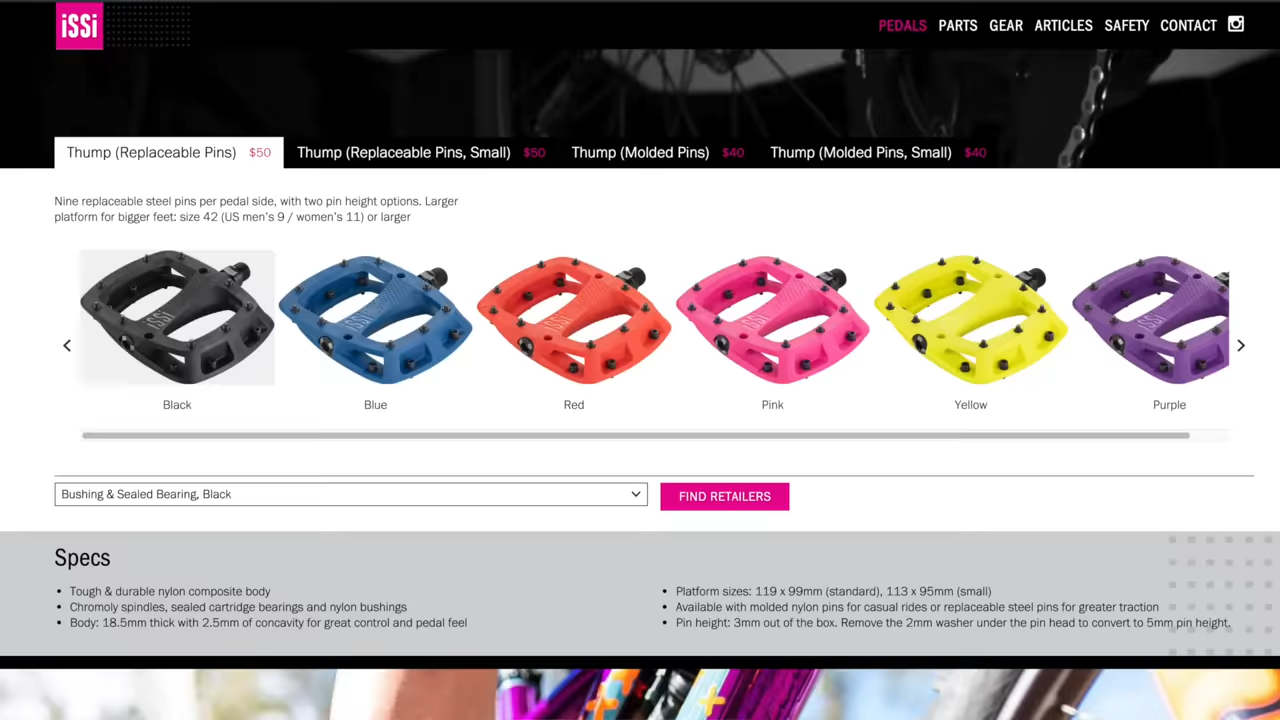 iSSi
PEDALS PARTS GEAR ARTICLES SAFETY CONTACT
Thump (Replaceable Pins) $50 Thump (Replaceable Pins, Small) $50 Thump (Molded Pins) $40 Thump (Molded Pins, Small) $40
Nine replaceable steel pins per pedal side, with two pin height options. Larger
platform for bigger feet: size 42 (US men's 9 / women's 11) or larger
iSSi iSSi iSSi iSSi iSSi iSSi
Black Blue Red Pink Yellow Purple
Bushing & Sealed Bearing, Black
FIND RETAILERS
Specs
• Tough & durable nylon composite body
• Chromoly spindles, sealed cartridge bearings and nylon bushings
• Body: 18.5mm thick with 2.5mm of concavity for great control and pedal feel
• Platform sizes: 119 x 99mm (standard), 113 x 95mm (small)
• Available with molded nylon pins for casual rides or replaceable steel pins for greater traction
• Pin height: 3mm out of the box. Remove the 2mm washer under the pin head to convert to 5mm pin height.